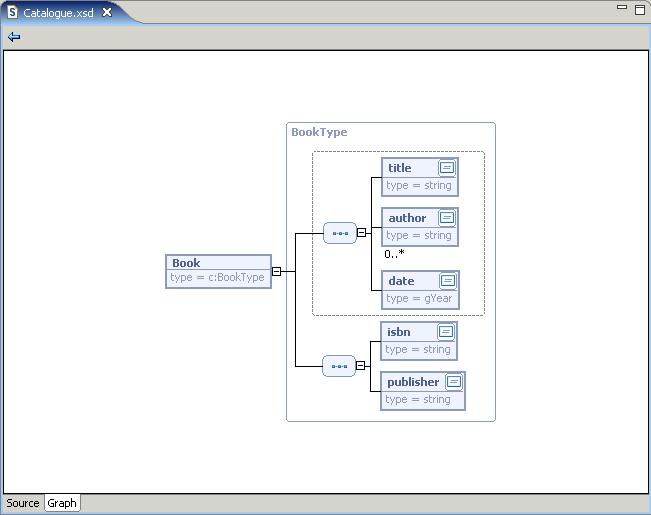 Catalogue.xsd
BookType
title
type = string
author
type = string
0..*
Book
type = c:BookType
date
type = gYear
isbn
type = string
publisher
type = string
Source Graph